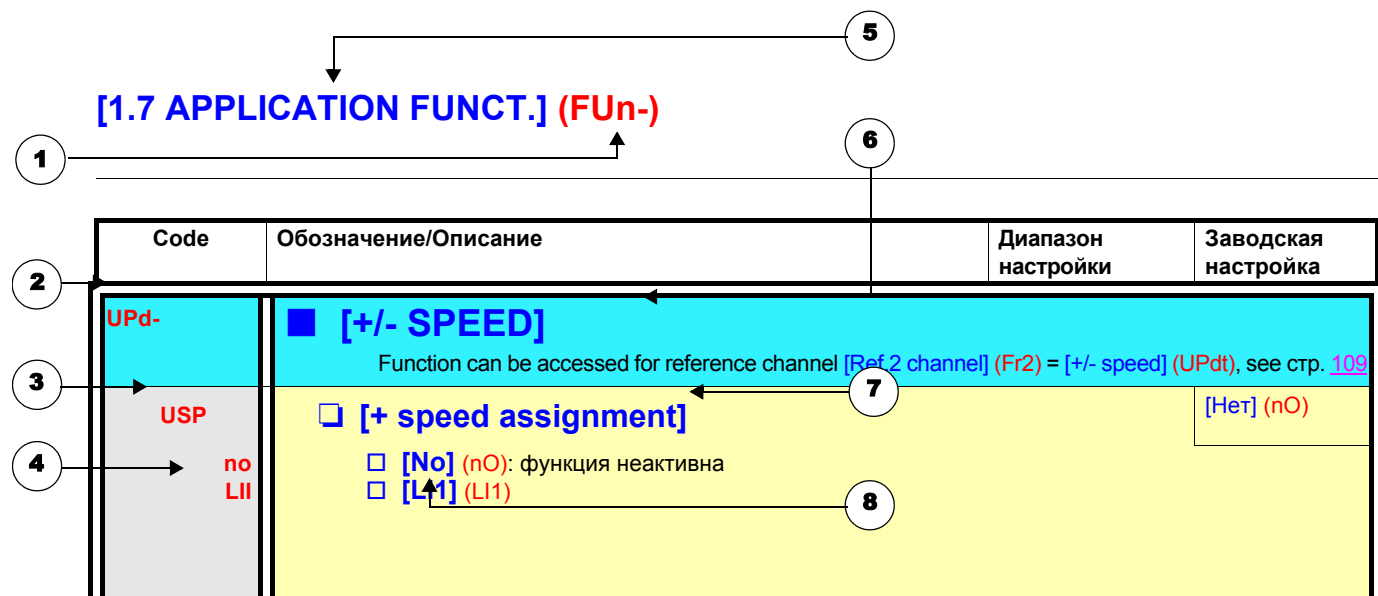 5
[1.7 APPLICATION FUNCT.] (FUn-)
1
6
Code Обозначение/Описание Диапазон настройки Заводская настройка
2
UPd- [+/- SPEED]
Function can be accessed for reference channel [Ref.2 channel] (Fr2) = [+/- speed] (UPdt), see стр. 109
3
7
USP [+ speed assignment] [Нет] (nO)
4
no [No] (nO): функция неактивна
LII [LI1] (LI1)
8